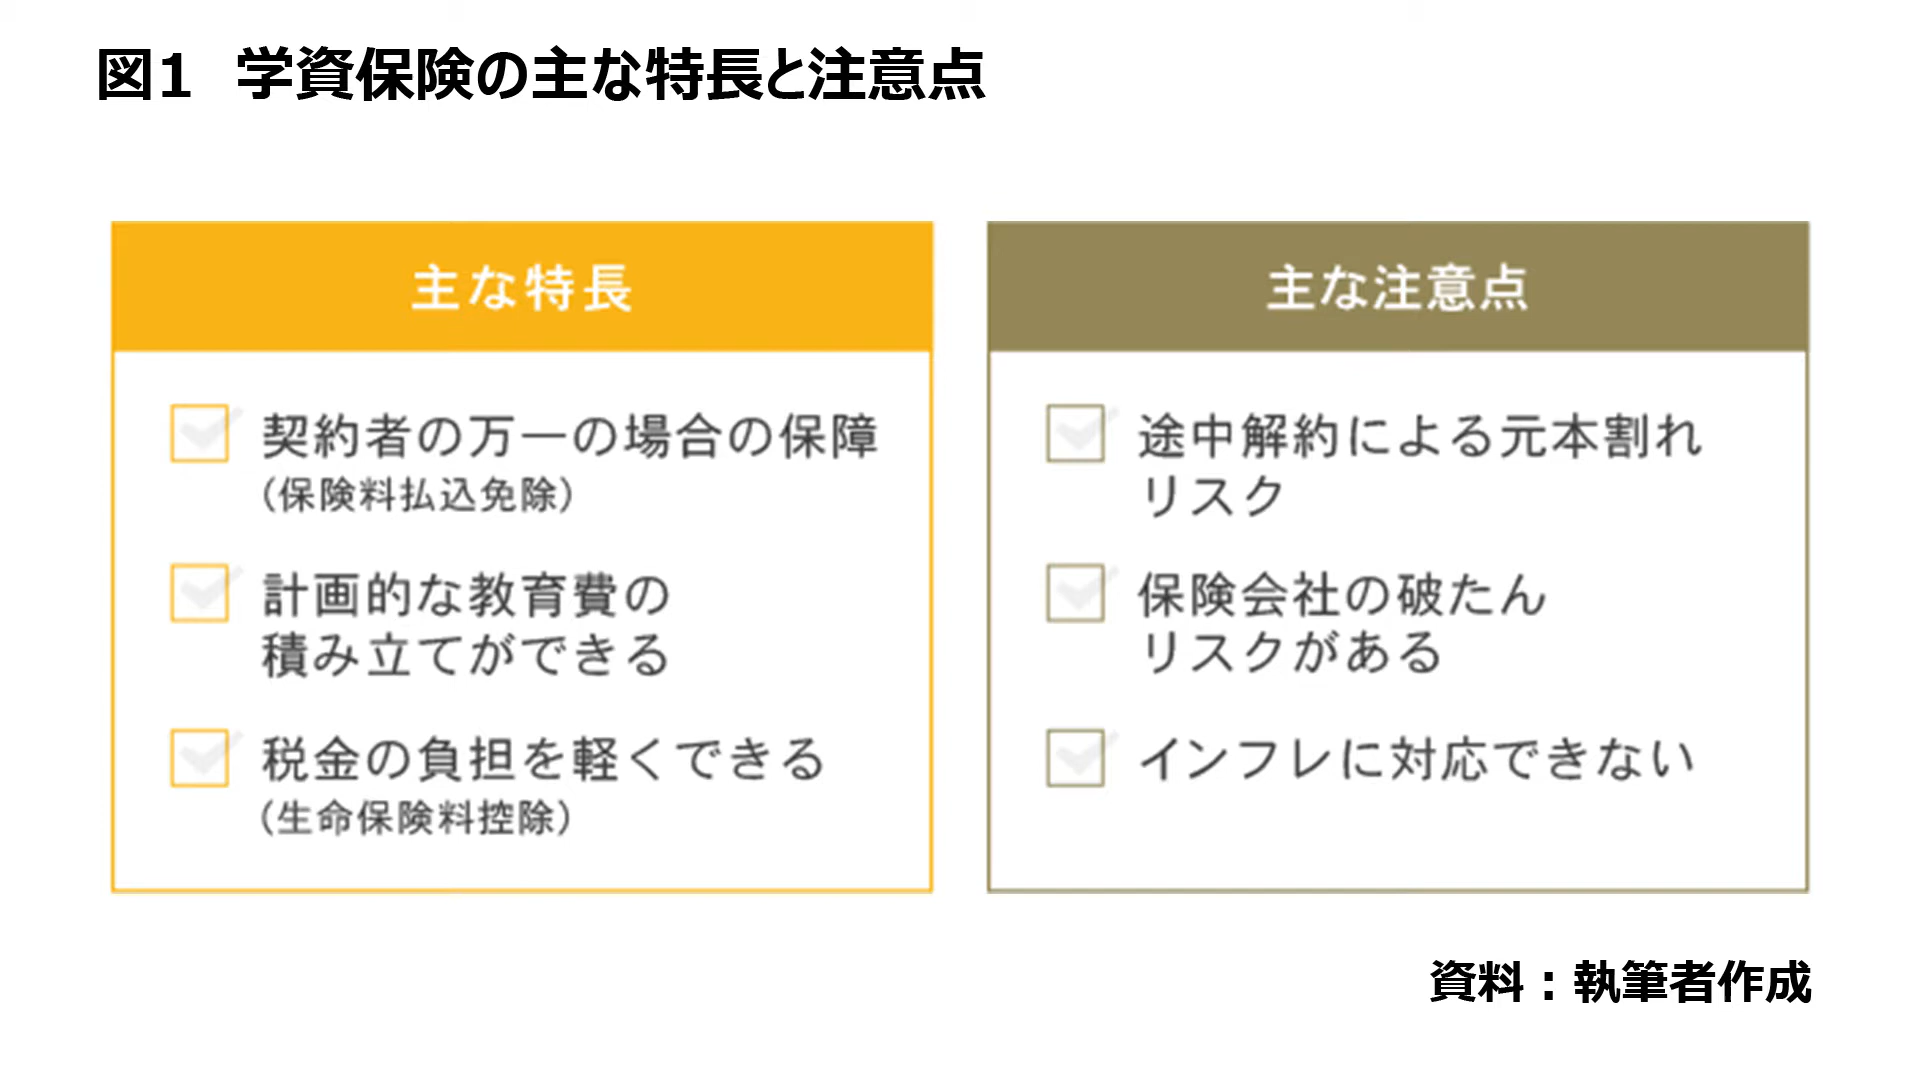 図1 学資保険の主な特長と注意点
主な特長
契約者の万一の場合の保障
(保険料払込免除)
計画的な教育費の
積み立てができる
税金の負担を軽くできる
(生命保険料控除)
主な注意点
途中解約による元本割れ
リスク
保険会社の破たん
リスクがある
インフレに対応できない
資料：執筆者作成